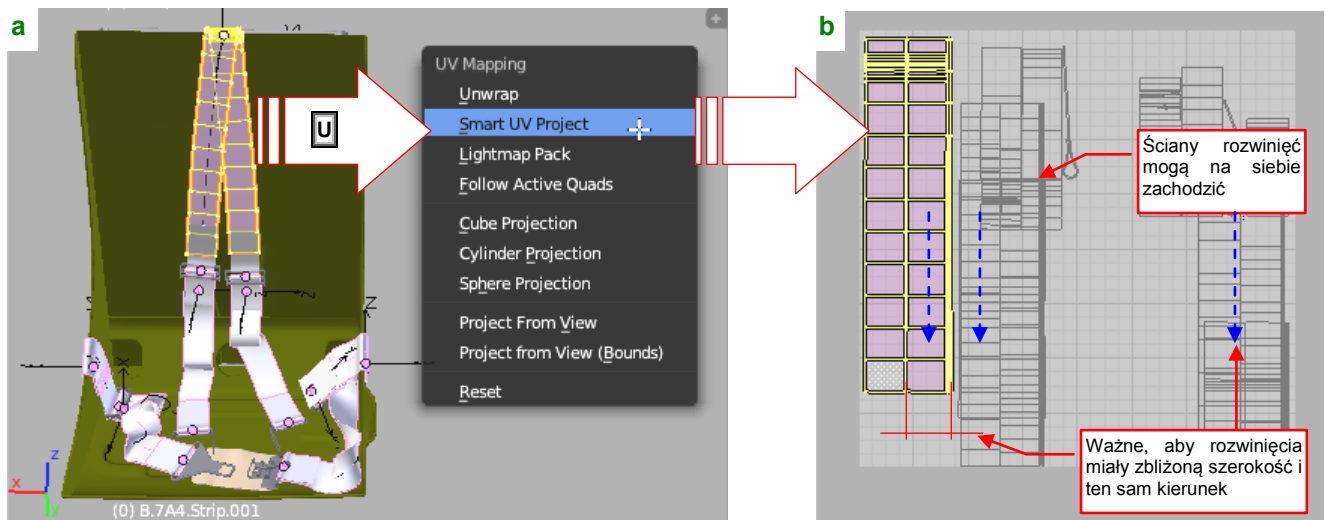 a
U
UV Mapping
Unwrap
Smart UV Project
Lightmap Pack
Follow Active Quads
Cube Projection
Cylinder Projection
Sphere Projection
Project From View
Project from View (Bounds)
Reset
x
z
y
(0) B.7A4.Strip.001
b
Ściany rozwinięć
mogą na siebie
zachodzić
Ważne, aby rozwinięcia
miały zbliżoną szerokość i
ten sam kierunek